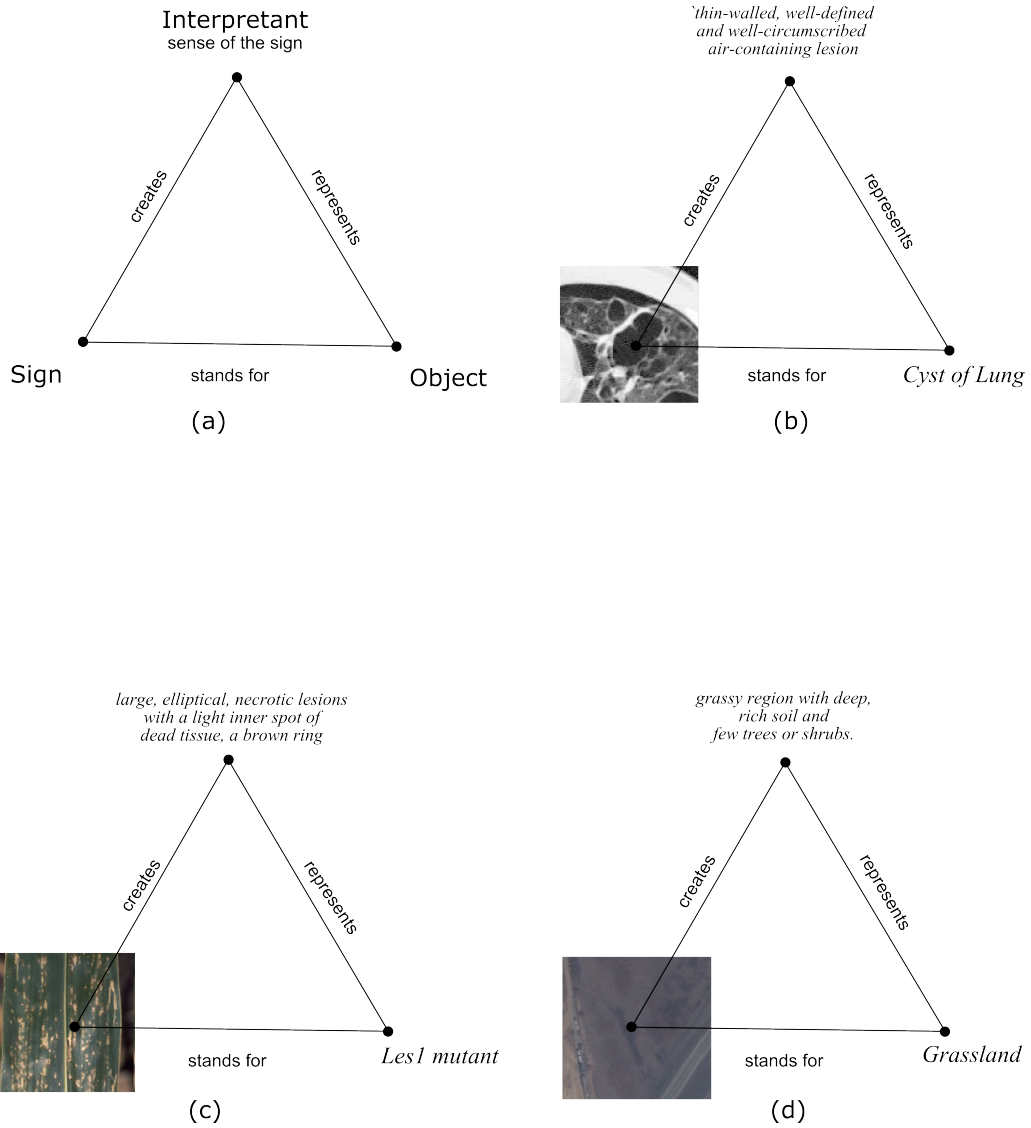 Interpretant
sense of the sign
creates
represents
Sign
stands for
Object
(a)
`thin-walled, well-defined
and well-circumscribed
air-containing lesion
creates
represents
stands for
Cyst of Lung
(b)
large, elliptical, necrotic lesions
with a light inner spot of
dead tissue, a brown ring
creates
represents
stands for
Les1 mutant
(c)
grassy region with deep,
rich soil and
few trees or shrubs.
creates
represents
stands for
Grassland
(d)